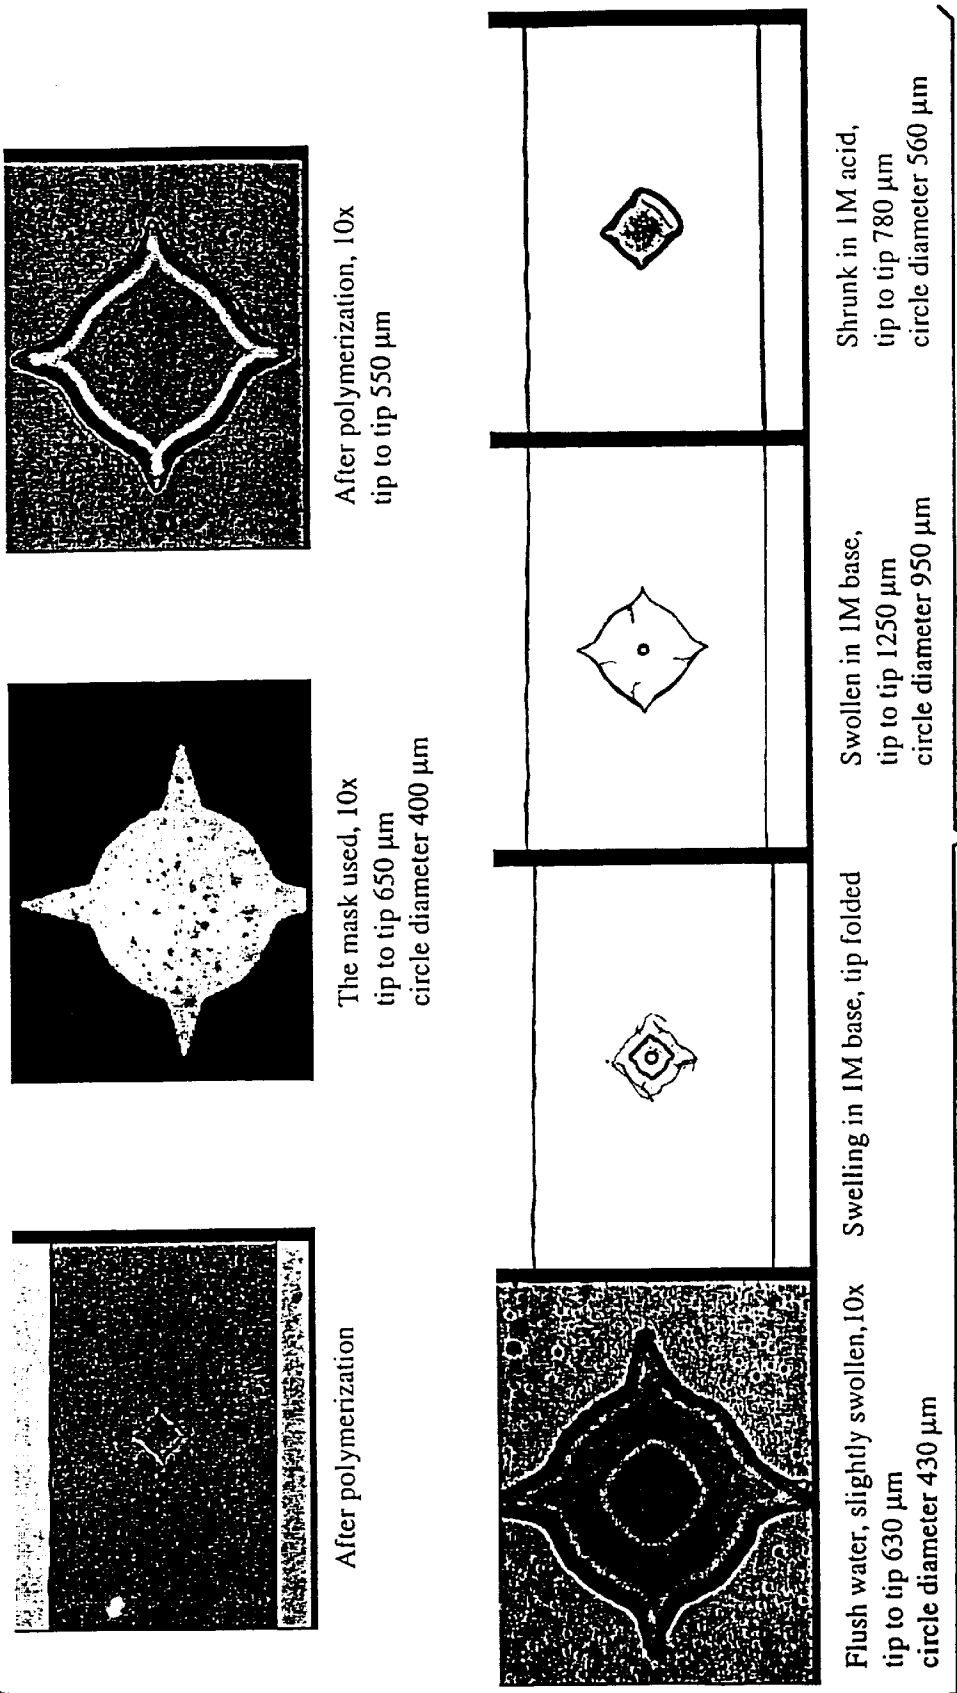 After polymerization
The mask used, 10x
tip to tip 650 µm
circle diameter 400 µm
After polymerization, 10x
tip to tip 550 µm
Flush water, slightly swollen,10x
tip to tip 630 µm
circle diameter 430 µm
Swelling in 1M base, tip folded
Swollen in 1M base,
tip to tip 1250 µm
circle diameter 950 µm
Shrunk in 1M acid,
tip to tip 780 µm
circle diameter 560 µm